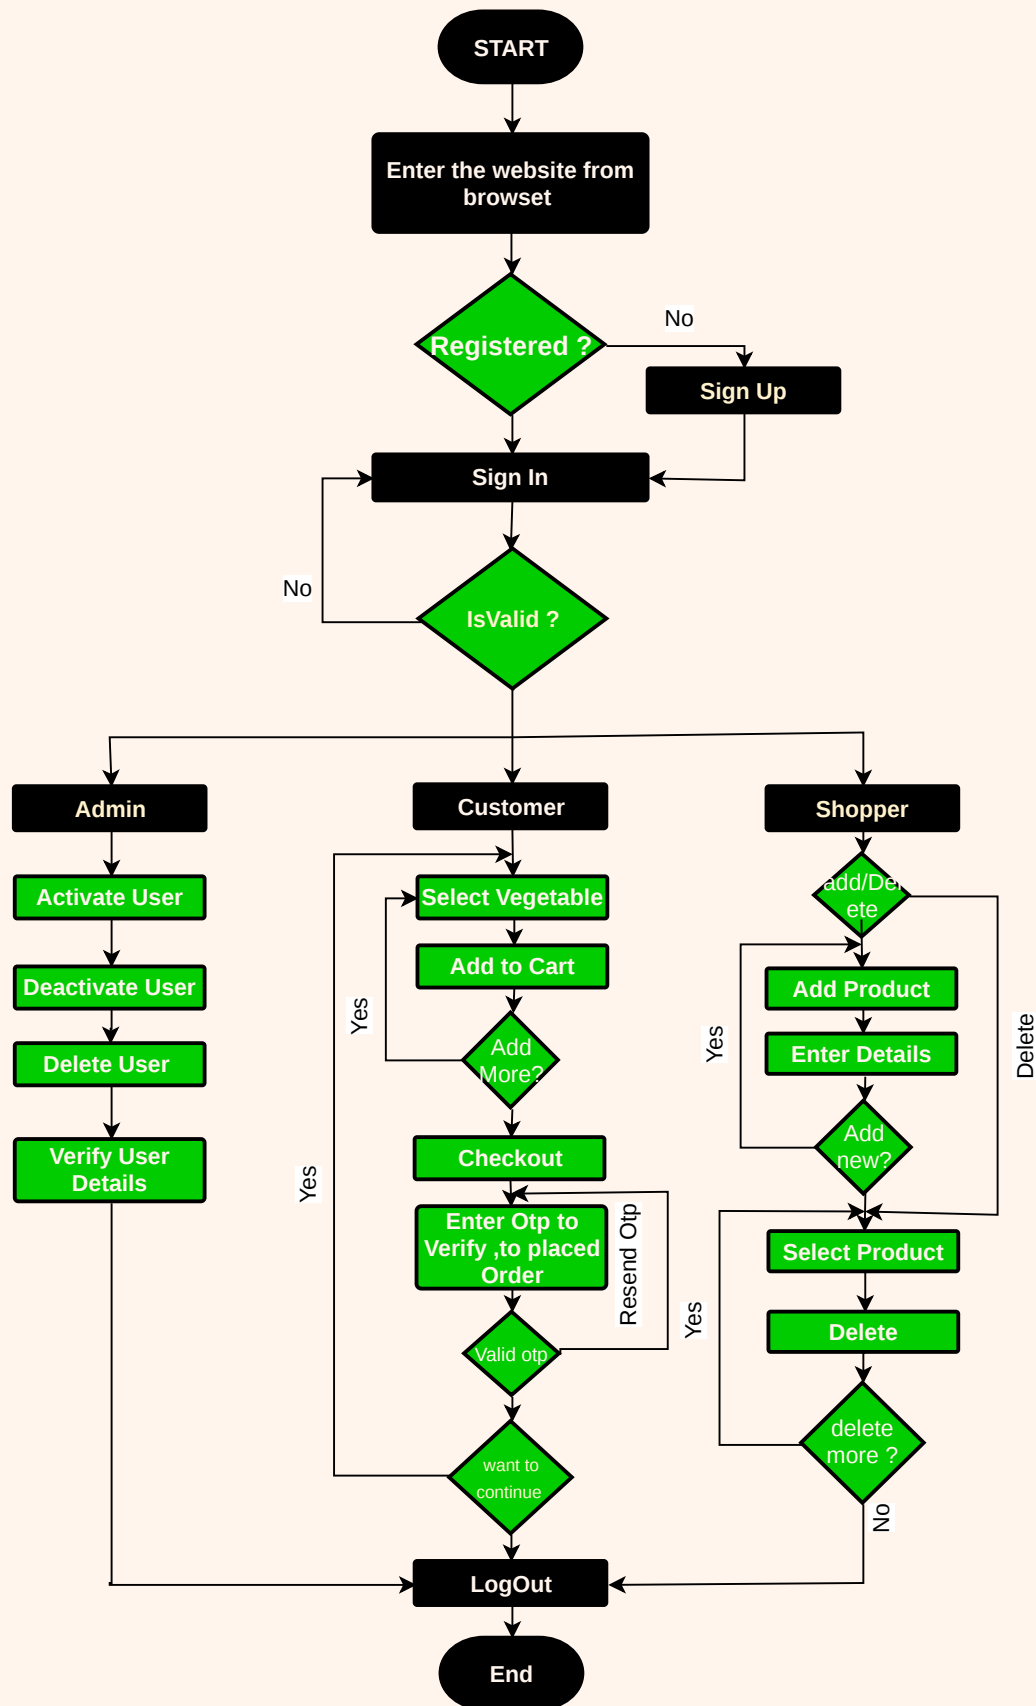 START
Enter the website from
browset
Registered ?
No
Sign Up
Sign In
No
IsValid ?
Admin
Customer
Shopper
Activate User
Deactivate User
Delete User
Verify User
Details
Select Vegetable
Add to Cart
Yes
Add
More?
Checkout
Yes
Enter Otp to
Verify ,to placed
Order
Resend Otp
Valid otp
want to
continue
add/Del
ete
Add Product
Enter Details
Yes
Delete
Add
new?
Select Product
Yes
Delete
delete
more ?
No
LogOut
End